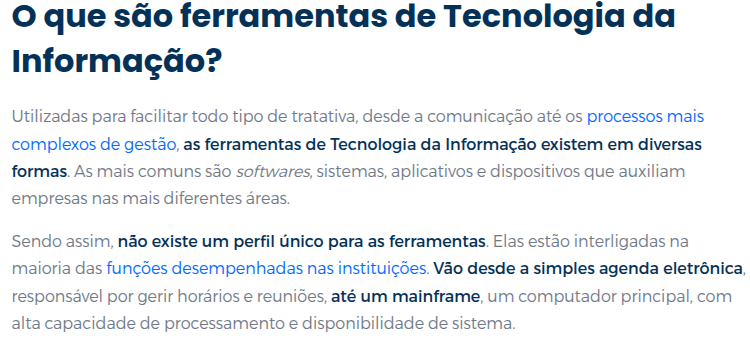 O que são ferramentas de Tecnologia da
Informação?
Utilizadas para facilitar todo tipo de tratativa, desde a comunicação até os processos mais
complexos de gestão, as ferramentas de Tecnologia da Informação existem em diversas
formas. As mais comuns são softwares, sistemas, aplicativos e dispositivos que auxiliam
empresas nas mais diferentes áreas.
Sendo assim, não existe um perfil único para as ferramentas. Elas estão interligadas na
maioria das funções desempenhadas nas instituições. Vão desde a simples agenda eletrônica,
responsável por gerir horários e reuniões, até um mainframe, um computador principal, com
alta capacidade de processamento e disponibilidade de sistema.